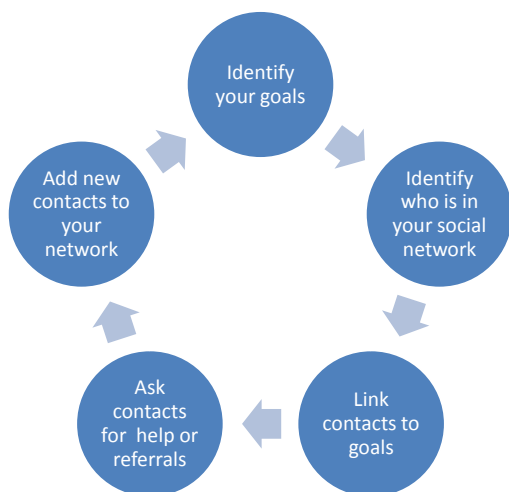 Identify
your goals
Identify
who is in
your social
network
Link
contacts to
goals
Ask
contacts
for help or
referrals
Add new
contacts to
your
network